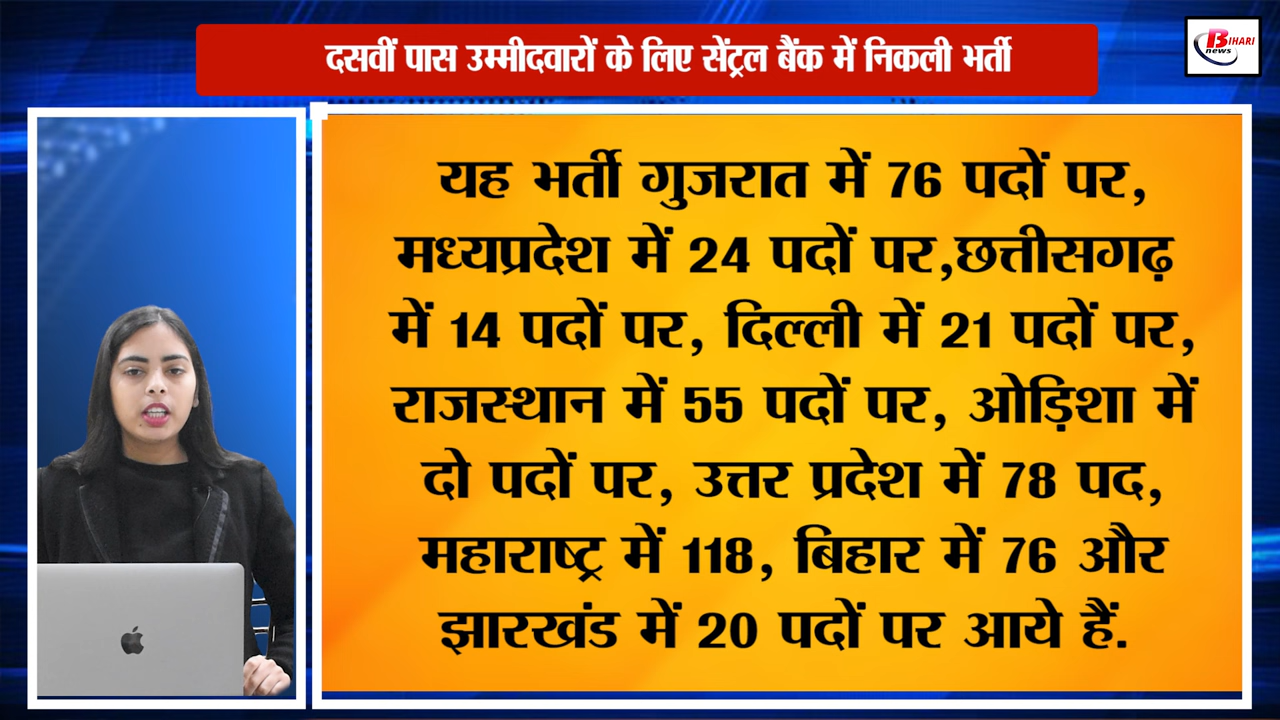 दसवीं पास उम्मीदवारों के लिए सेंट्रल बैंक में निकली भर्ती
BIHARI
news
यह भर्ती गुजरात में 76 पदों पर,
मध्यप्रदेश में 24 पदों पर,छत्तीसगढ़
में 14 पदों पर, दिल्ली में 21 पदों पर,
राजस्थान में 55 पदों पर, ओड़िशा में
दो पदों पर, उत्तर प्रदेश में 78 पद,
महाराष्ट्र में 118, बिहार में 76 और
झारखंड में 20 पदों पर आये हैं.